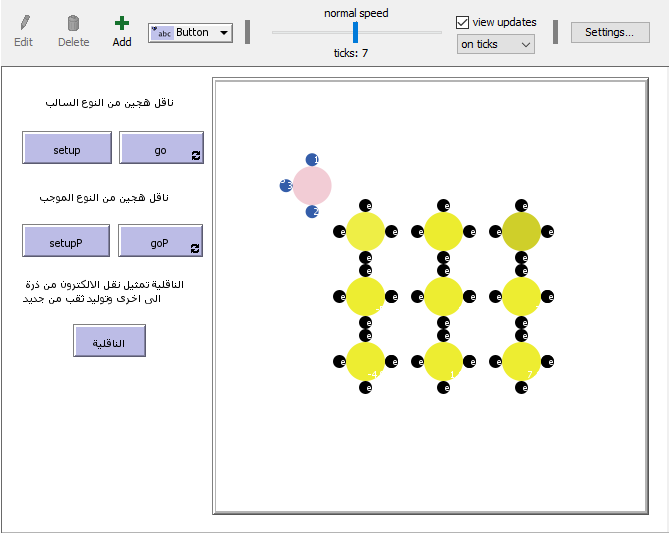 normal speed
view updates
Edit
Delete
Add
abc Button
ticks: 7
on ticks
Settings...
ناقل هجين من النوع السالب
setup
go
ناقل هجين من النوع الموجب
setupP
goP
الناقلية تمثيل نقل الالكترون من ذرة
الى اخرى وتوليد ثقب من جديد
الناقلية
1
3
2
e e e
e e e e e e
e e e
e e e
e e e e e e
e e e
e e e
e e e e e e
1 2
e e e